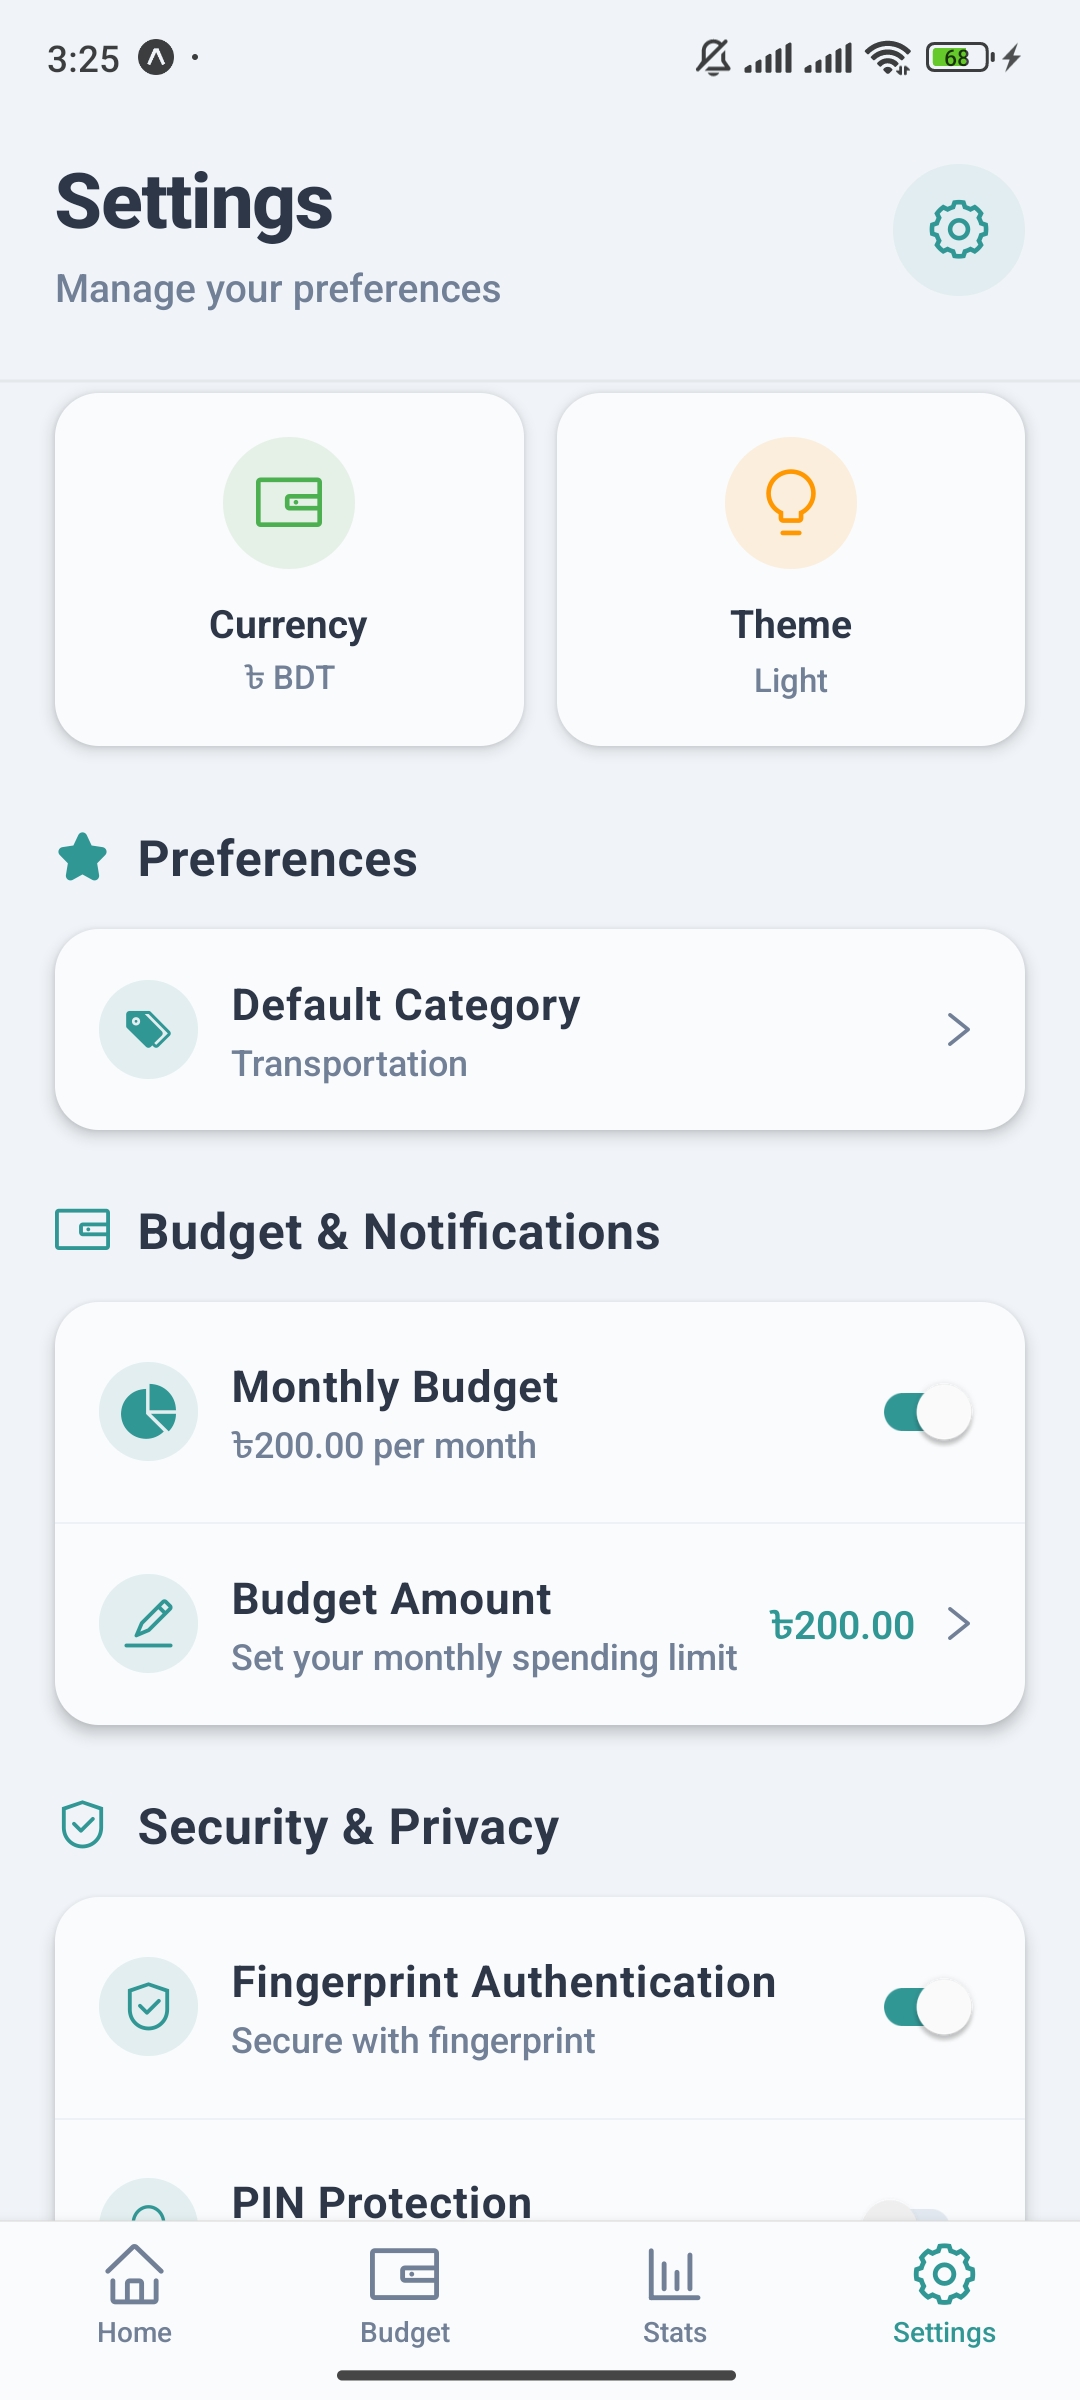 3:25
68
Settings
Manage your preferences
Currency
৳ BDT
Theme
Light
Preferences
Default Category
Transportation
Budget & Notifications
Monthly Budget
৳200.00 per month
Budget Amount
Set your monthly spending limit
৳200.00
Security & Privacy
Fingerprint Authentication
Secure with fingerprint
PIN Protection
Home
Budget
Stats
Settings